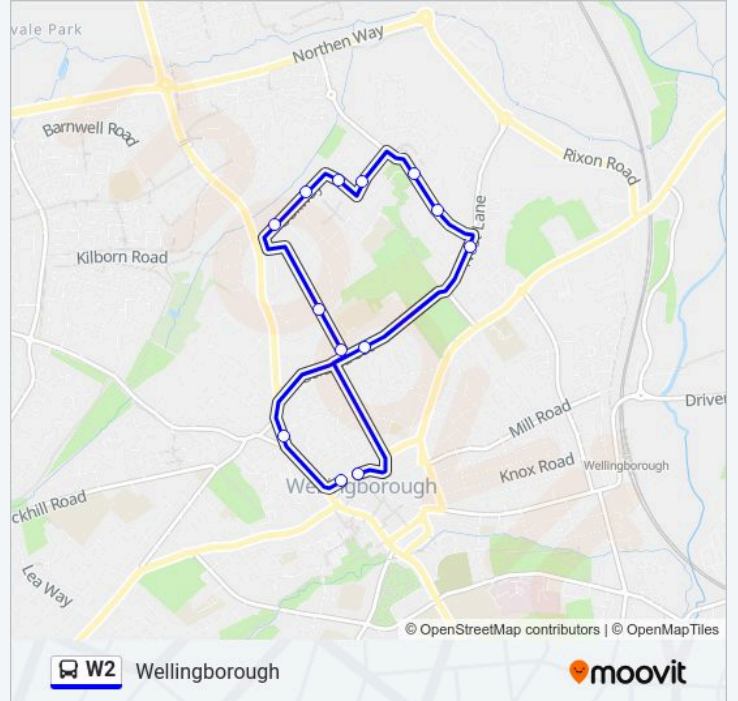 vale Park
Northen Way
Barnwell Road
Rixon Road
Lane
Kilborn Road
Driver
Mill Road
Knox Road
Wellingborough
Wellingborough
ckhill Road
Lea Way
© OpenStreetMap contributors | © OpenMapTiles
W2 Wellingborough
moovit